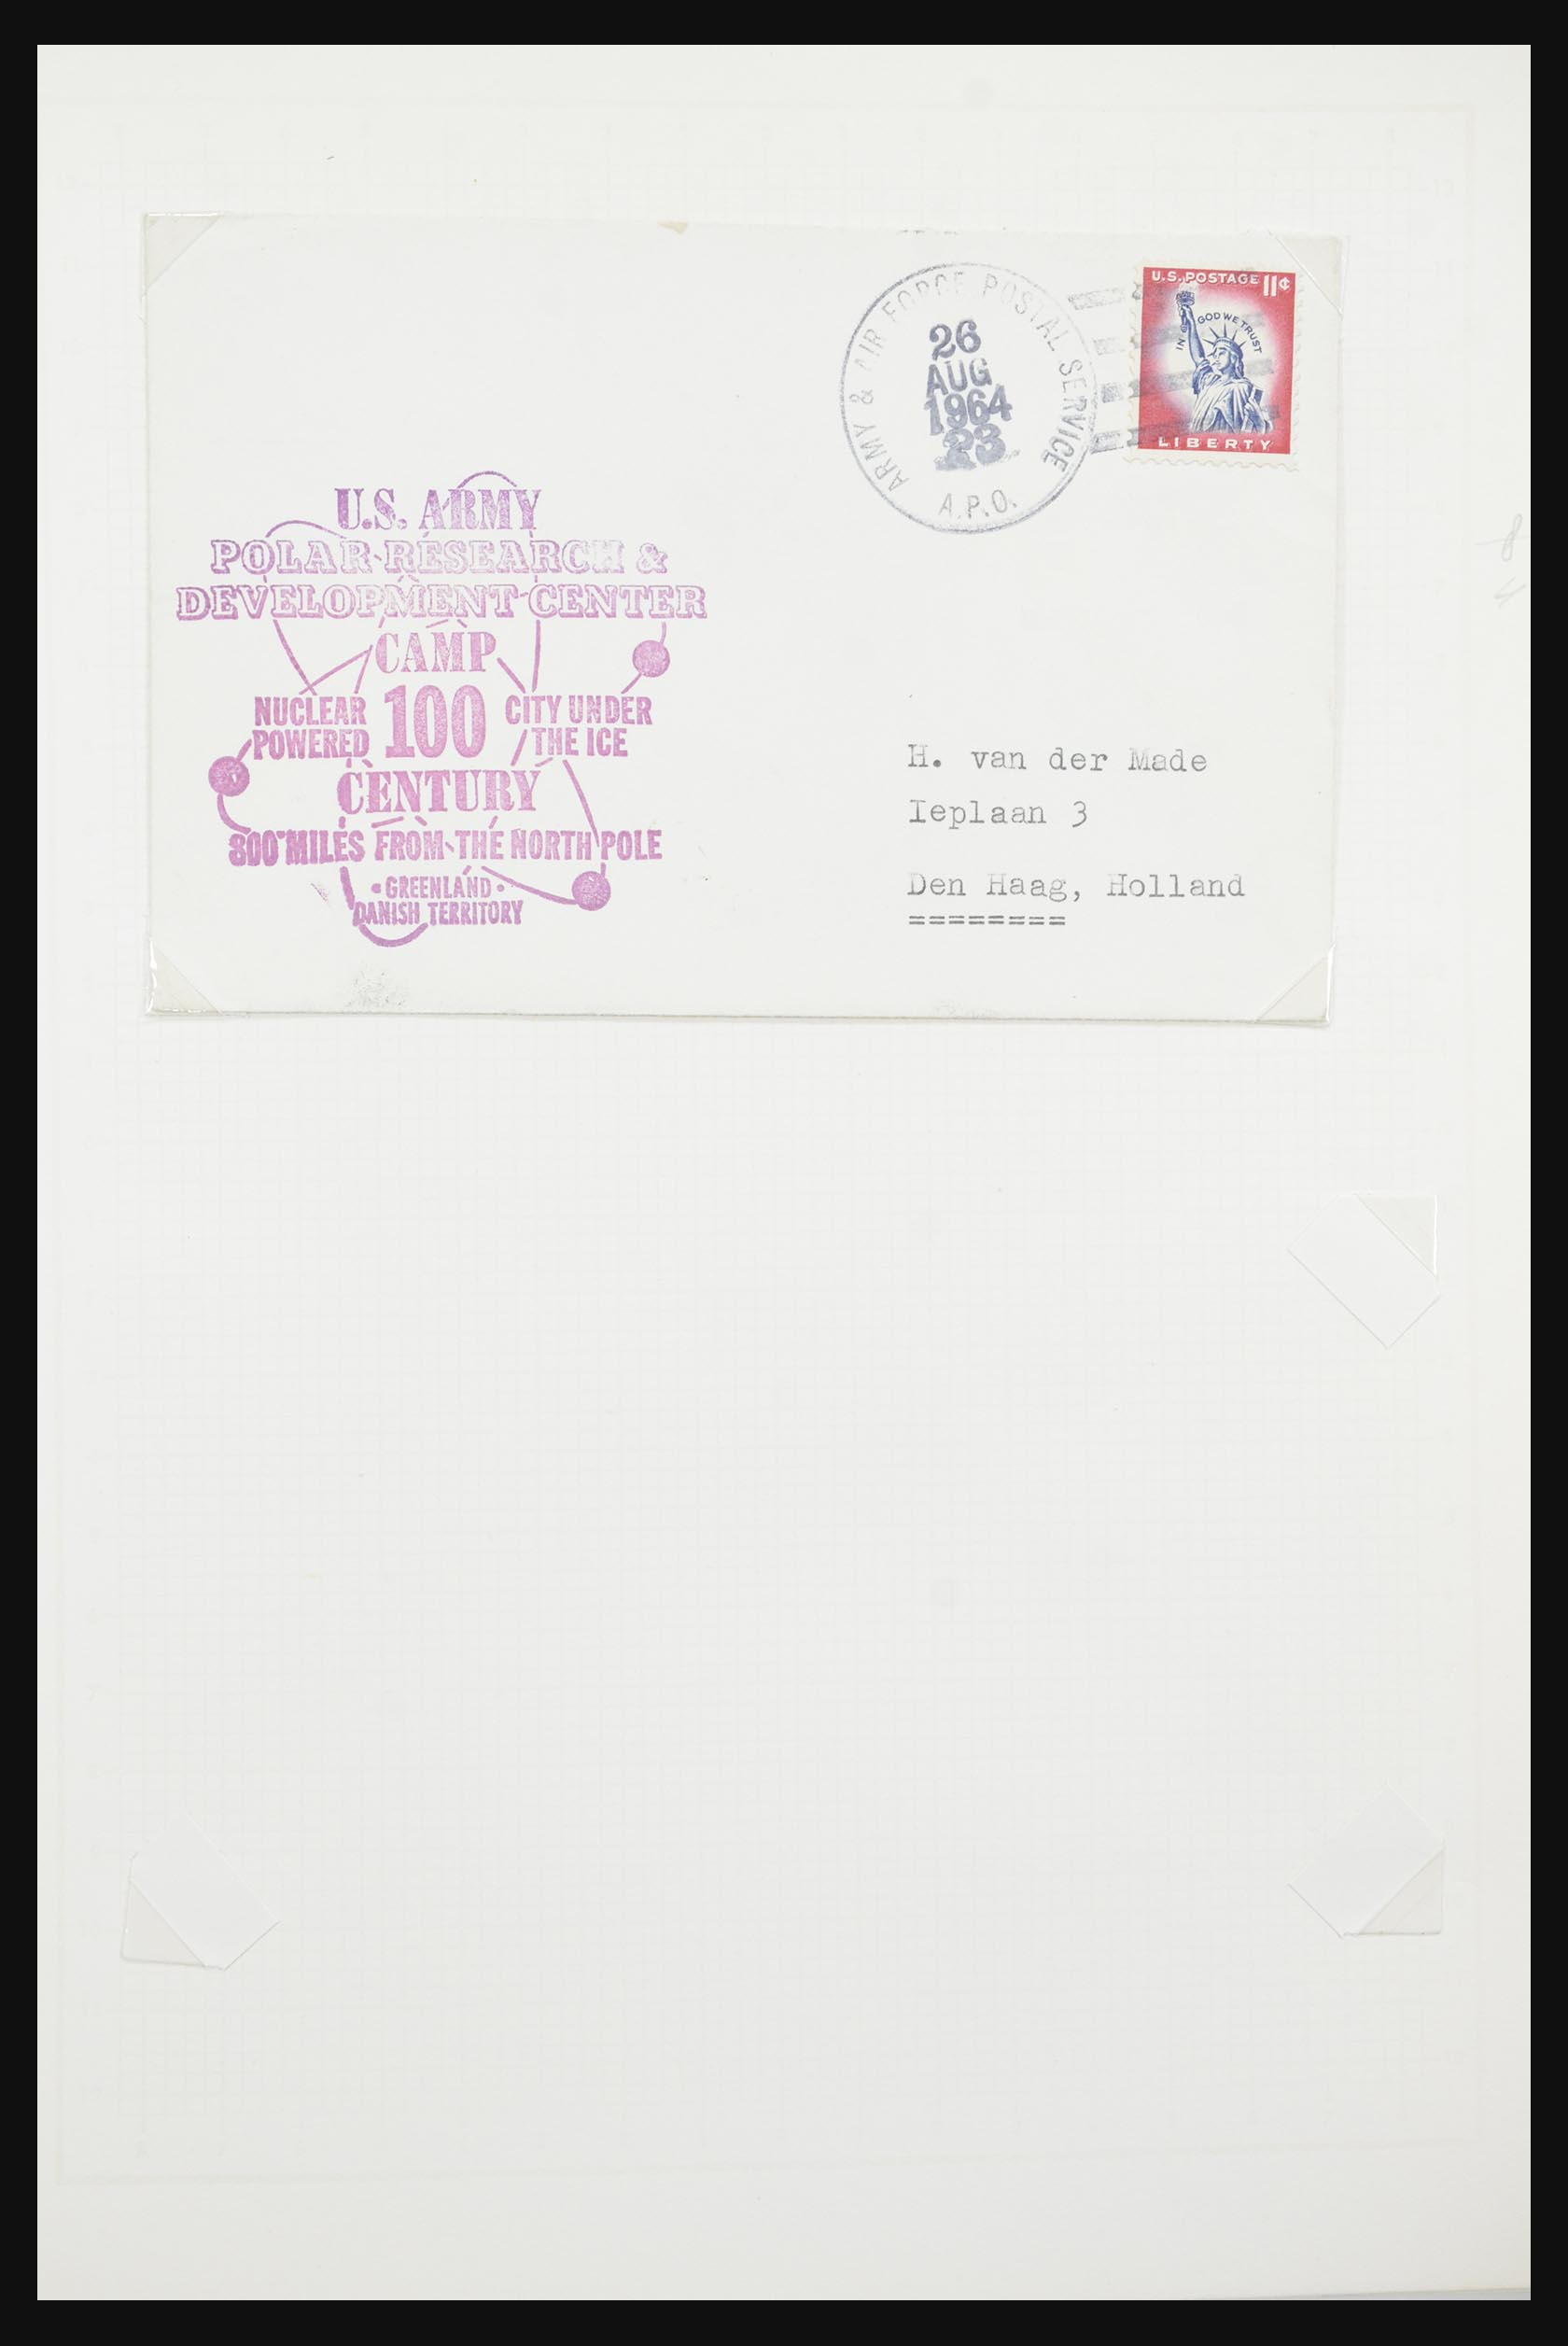 U.S. POSTAGE 11¢
IN GOD WE TRUST
LIBERTY
ARMY & AIR FORCE POSTAL SERVICE
26
AUG
1964
23
A.P.O.
U.S. ARMY
POLAR RESEARCH &
DEVELOPMENT CENTER
CAMP
NUCLEAR POWERED
100
CITY UNDER THE ICE
CENTURY
800 MILES FROM THE NORTH POLE
• GREENLAND •
DANISH TERRITORY
H. van der Made
Ieplaan 3
Den Haag, Holland
========